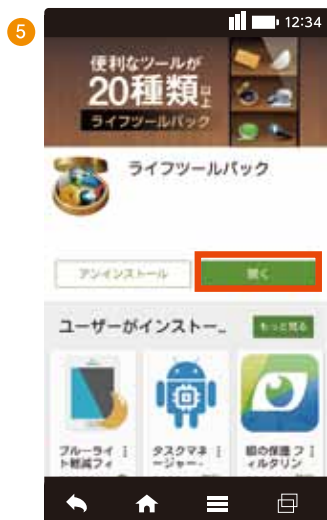 5
12:34
便利なツールが
20種類以上
ライフツールパック
ライフツールパック
アンインストール
開く
ユーザーがインストー..
もっと見る
ブルーライ
ト軽減フィ
タスクマネ
ージャー・
眼の保護 フ
ィルタリン